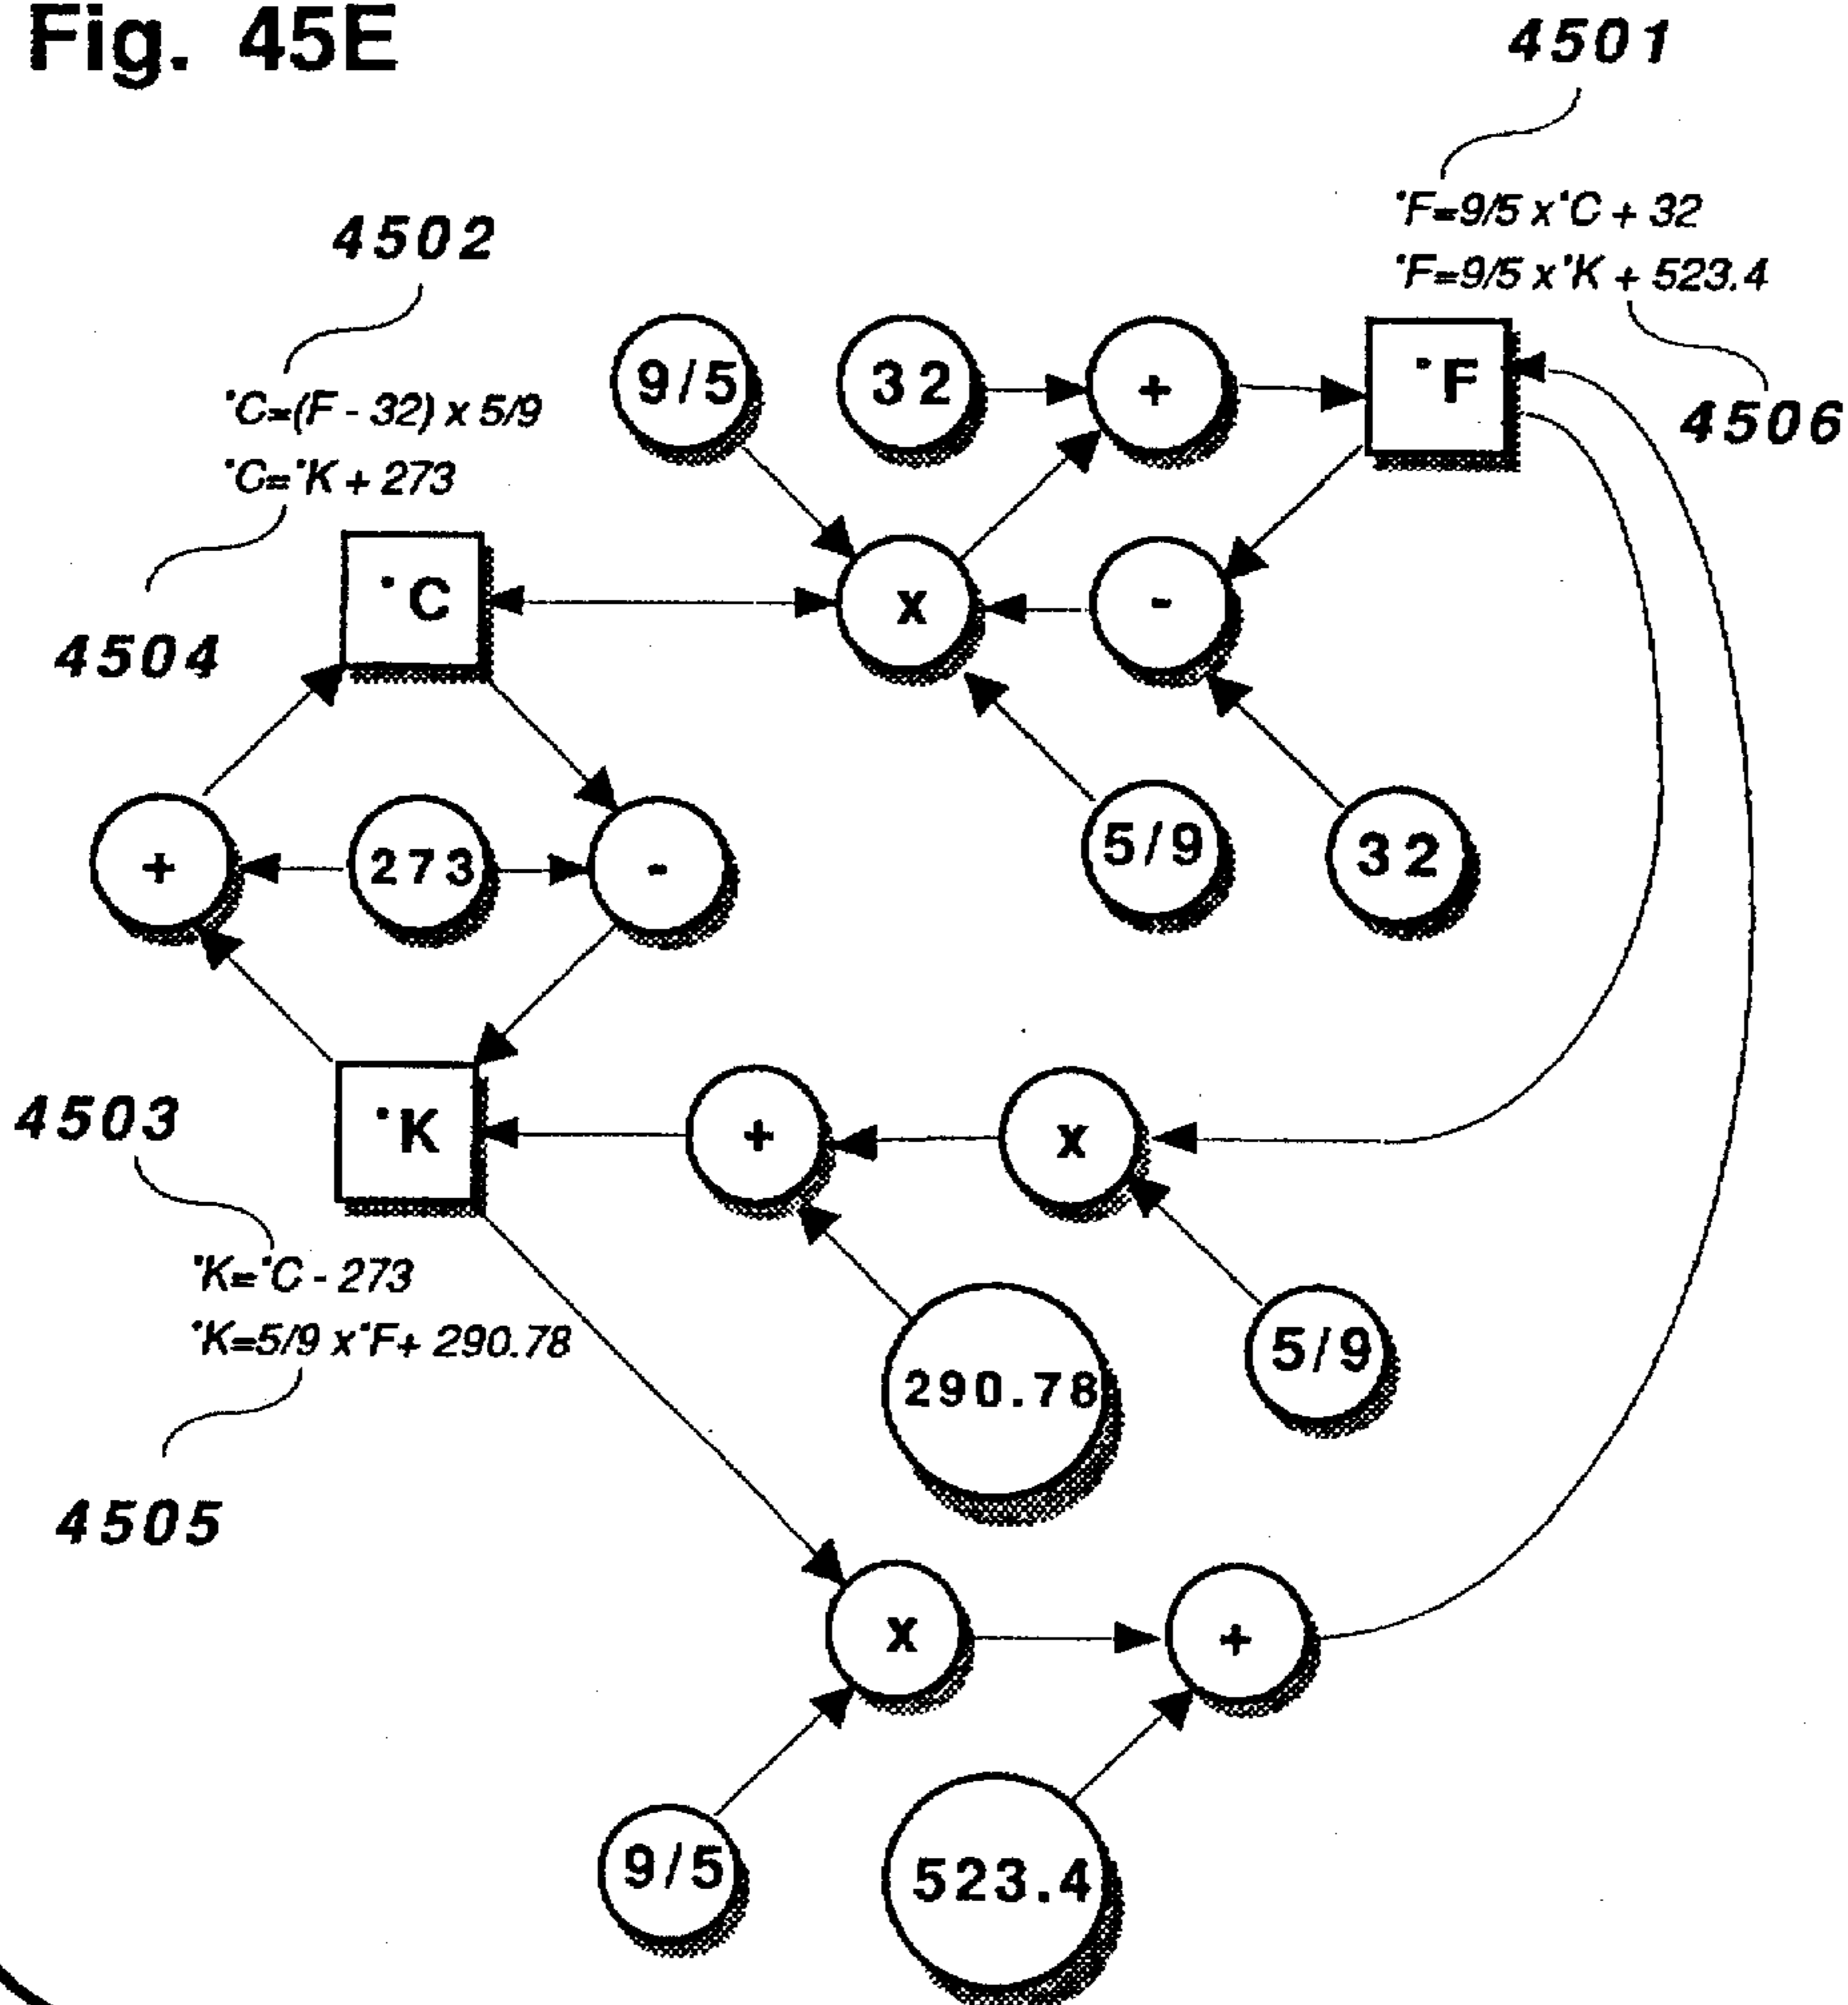 Fig. 45E
4501
°F=9/5 x °C + 32
°F=9/5 x °K + 523.4
4506
4502
°C=(F - 32) x 5/9
°C=°K + 273
4504
9/5
32
+
°F
°C
x
-
+
273
-
5/9
32
4503
°K
+
x
°K=°C - 273
°K=5/9 x °F+ 290.78
4505
290.78
5/9
x
+
9/5
523.4